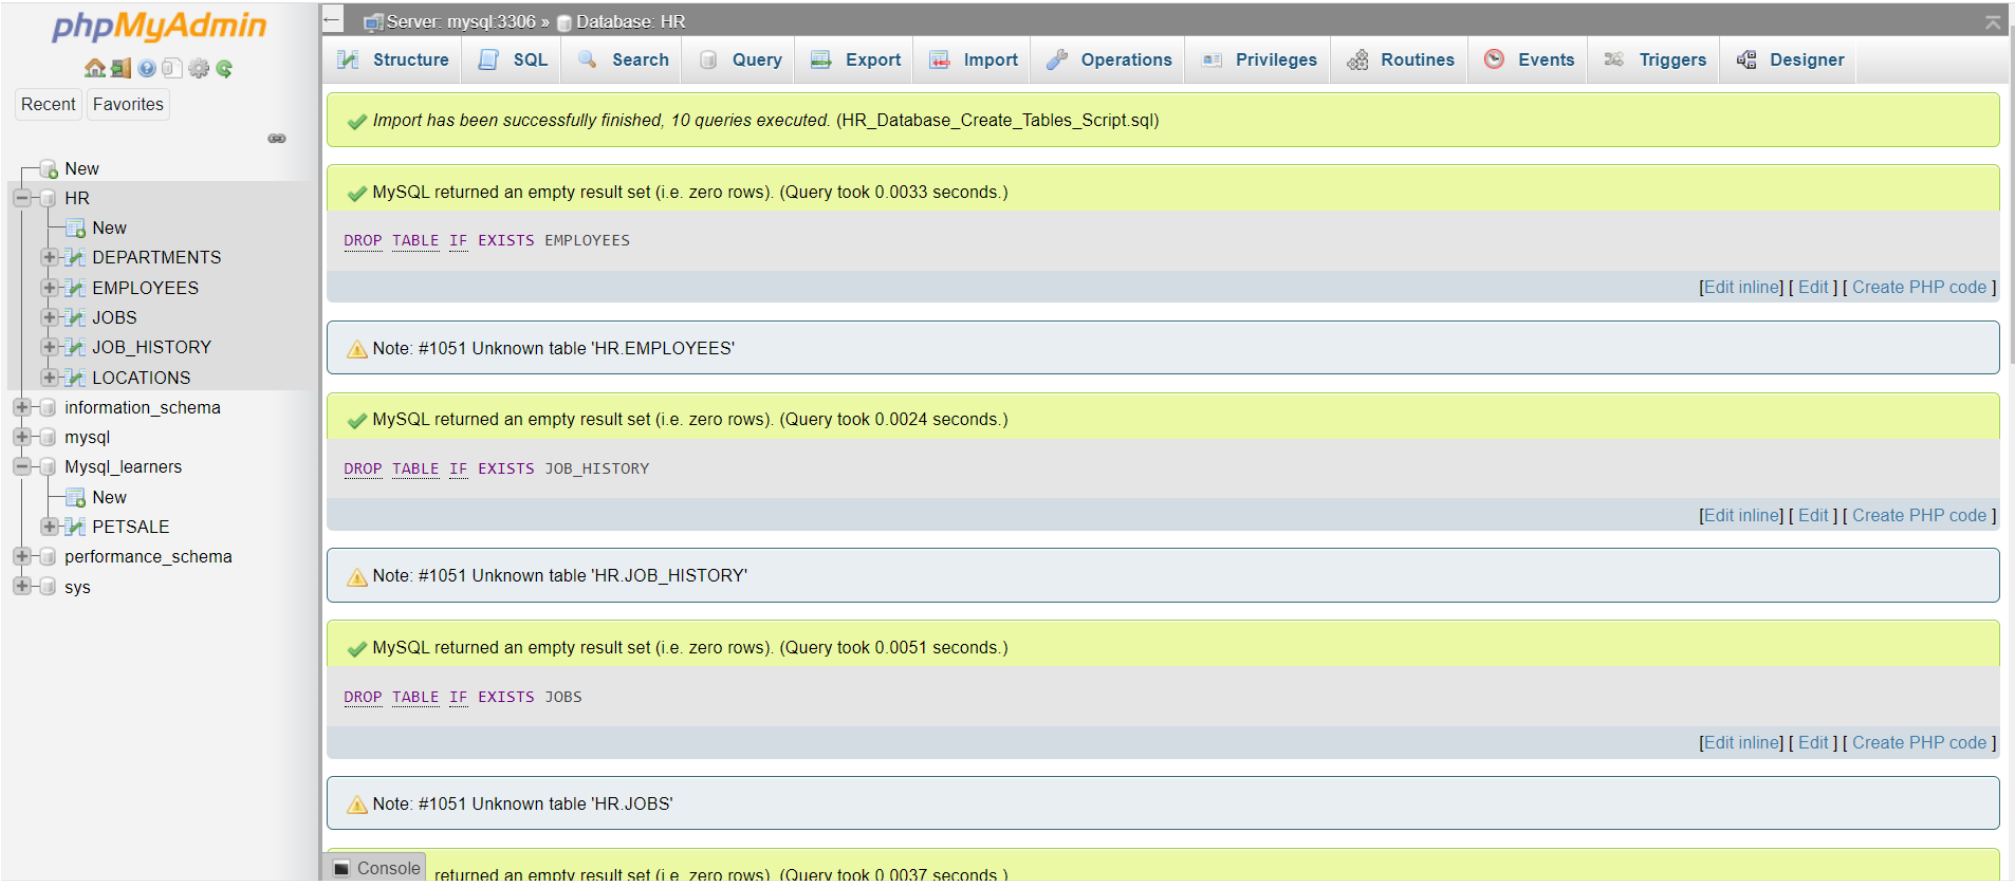 phpMyAdmin
Recent Favorites
New
HR
New
DEPARTMENTS
EMPLOYEES
JOBS
JOB_HISTORY
LOCATIONS
information_schema
mysql
Mysql_learners
New
PETSALE
performance_schema
sys
Server: mysql:3306 » Database: HR
Structure SQL Search Query Export Import Operations Privileges Routines Events Triggers Designer
Import has been successfully finished, 10 queries executed. (HR_Database_Create_Tables_Script.sql)
MySQL returned an empty result set (i.e. zero rows). (Query took 0.0033 seconds.)
DROP TABLE IF EXISTS EMPLOYEES
[Edit inline] [ Edit ] [ Create PHP code ]
Note: #1051 Unknown table 'HR.EMPLOYEES'
MySQL returned an empty result set (i.e. zero rows). (Query took 0.0024 seconds.)
DROP TABLE IF EXISTS JOB_HISTORY
[Edit inline] [ Edit ] [ Create PHP code ]
Note: #1051 Unknown table 'HR.JOB_HISTORY'
MySQL returned an empty result set (i.e. zero rows). (Query took 0.0051 seconds.)
DROP TABLE IF EXISTS JOBS
[Edit inline] [ Edit ] [ Create PHP code ]
Note: #1051 Unknown table 'HR.JOBS'
Console
returned an empty result set (i.e. zero rows). (Query took 0.0037 seconds.)